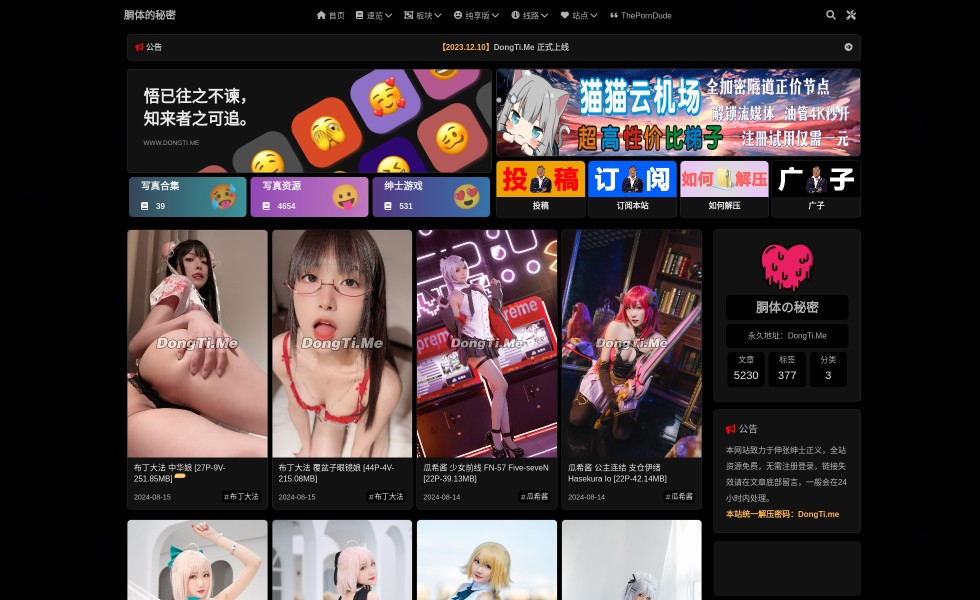 胴体的秘密
首页 速览 板块 纯享版 线路 站点 ThePornDude
公告
【2023.12.10】DongTi.Me 正式上线
悟已往之不谏，
知来者之可追。
WWW.DONGTI.ME
猫猫云机场 全加密隧道正价节点
解锁流媒体 油管4K秒开
超高性价比梯子 注册试用仅需一元
写真合集
39
写真资源
4654
绅士游戏
531
投稿
投稿
订阅
订阅本站
如何解压
如何解压
广子
广子
DongTi.Me
DongTi.Me
DongTi.Me
DongTi.Me
布丁大法 中华娘 [27P-9V-
251.85MB]
2024-08-15
#布丁大法
布丁大法 覆盆子眼镜娘 [44P-4V-
215.08MB]
2024-08-15
#布丁大法
瓜希酱 少女前线 FN-57 Five-seveN
[22P-39.13MB]
2024-08-14
#瓜希酱
瓜希酱 公主连结 支仓伊绪
Hasekura Io [22P-42.14MB]
2024-08-14
#瓜希酱
胴体の秘密
永久地址：DongTi.Me
文章 标签 分类
5230 377 3
公告
本网站致力于伸张绅士正义，全站
资源免费，无需注册登录，链接失
效请在文章底部留言，一般会在24
小时内处理。
本站统一解压密码：DongTi.me